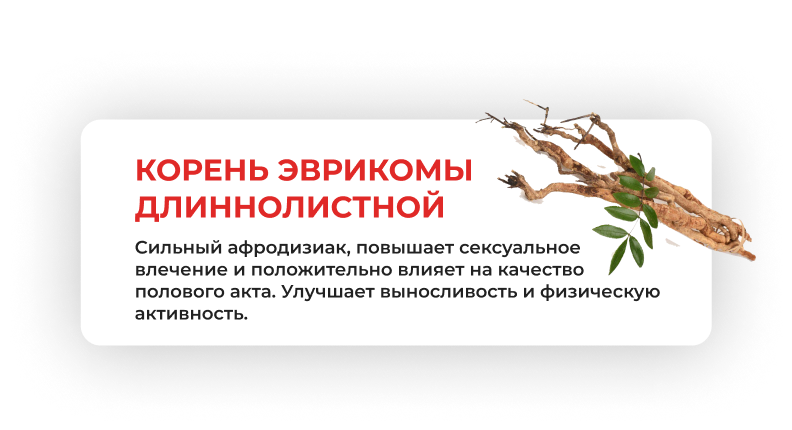 КОРЕНЬ ЭВРИКОМЫ
ДЛИННОЛИСТНОЙ
Сильный афродизиак, повышает сексуальное
влечение и положительно влияет на качество
полового акта. Улучшает выносливость и физическую
активность.